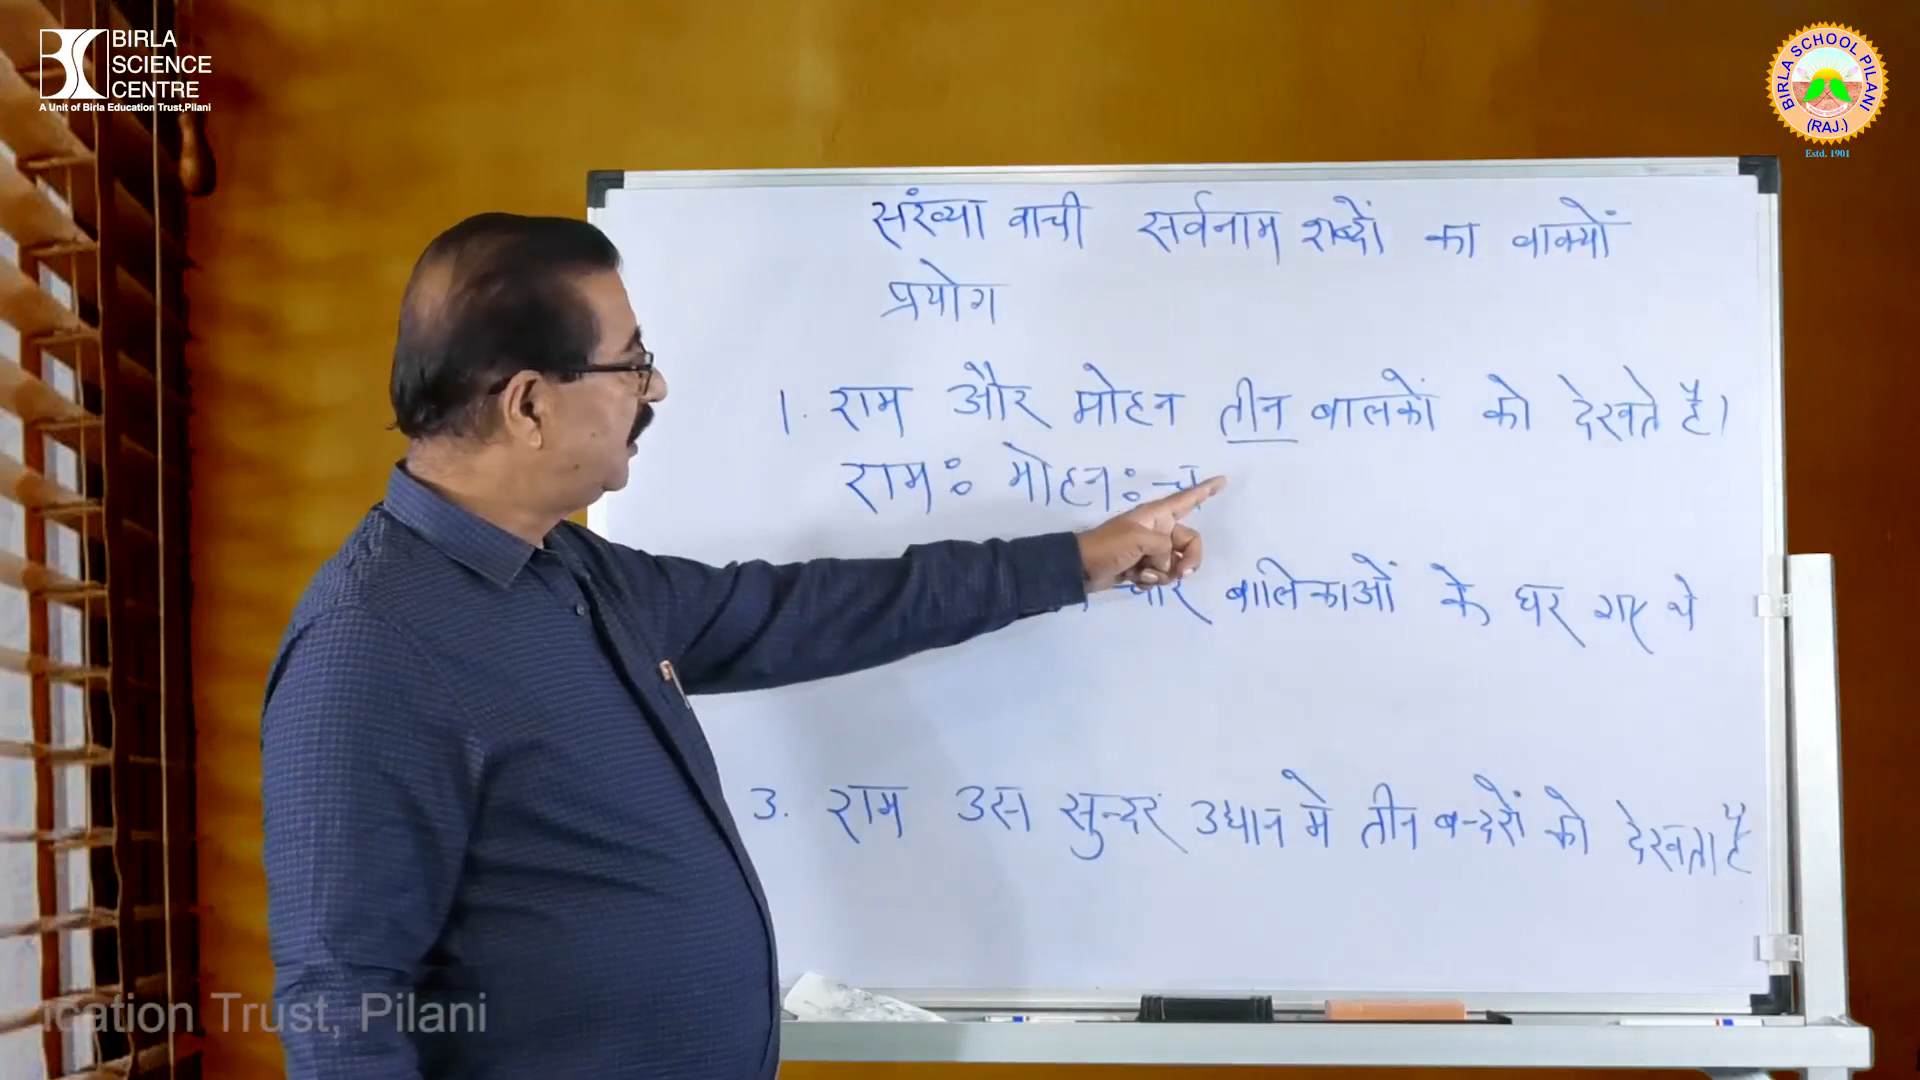 BIRLA
SCIENCE
CENTRE
A Unit of Birla Education Trust,Pilani
BIRLA SCHOOL PILANI
(RAJ.)
Estd. 1901
संख्या वाची सर्वनाम शब्दों का वाक्यों
प्रयोग
1. राम और मोहन तीन बालकों को देखते हैं।
रामः मोहनः च
चार बालिकाओं के घर गए थे
3. राम उस सुन्दर उद्यान मे तीन बन्दरों को देखता है
ication Trust, Pilani